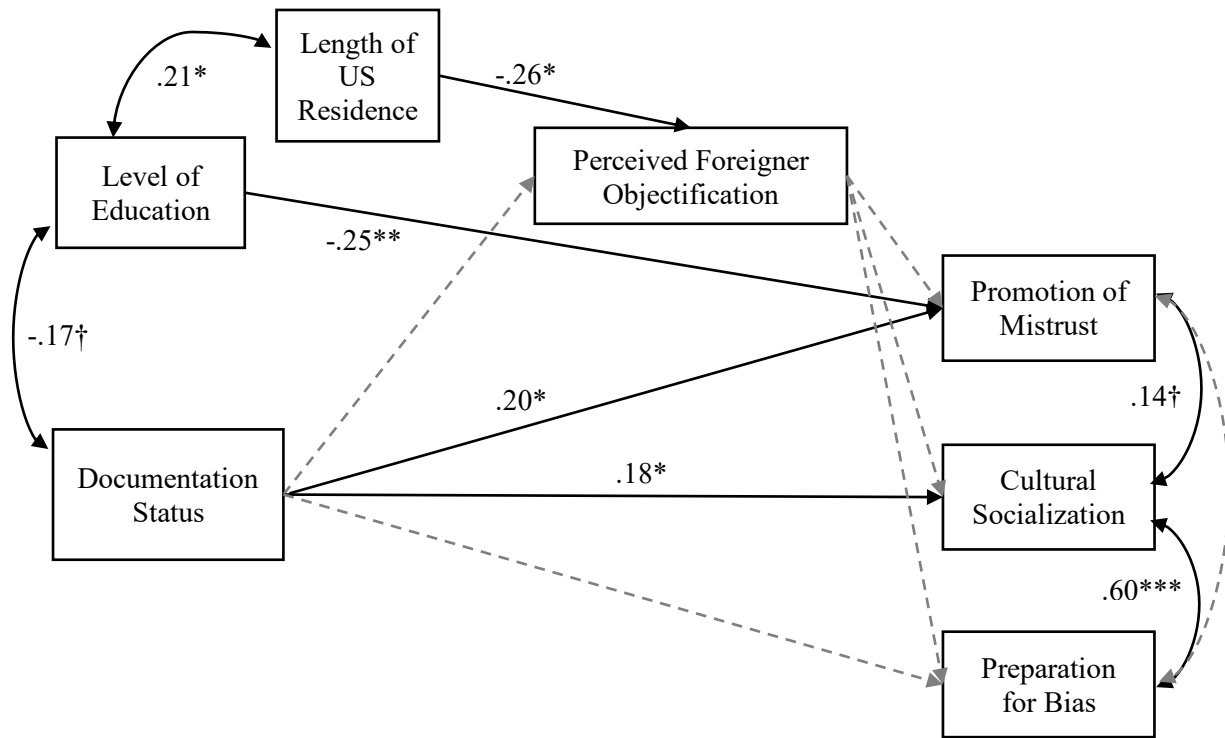 Length of
US
Residence
.21*
-.26*
Perceived Foreigner
Objectification
Level of
Education
-.25**
Promotion of
Mistrust
-.17†
.14†
.20*
Documentation
Status
.18*
Cultural
Socialization
.60***
Preparation
for Bias